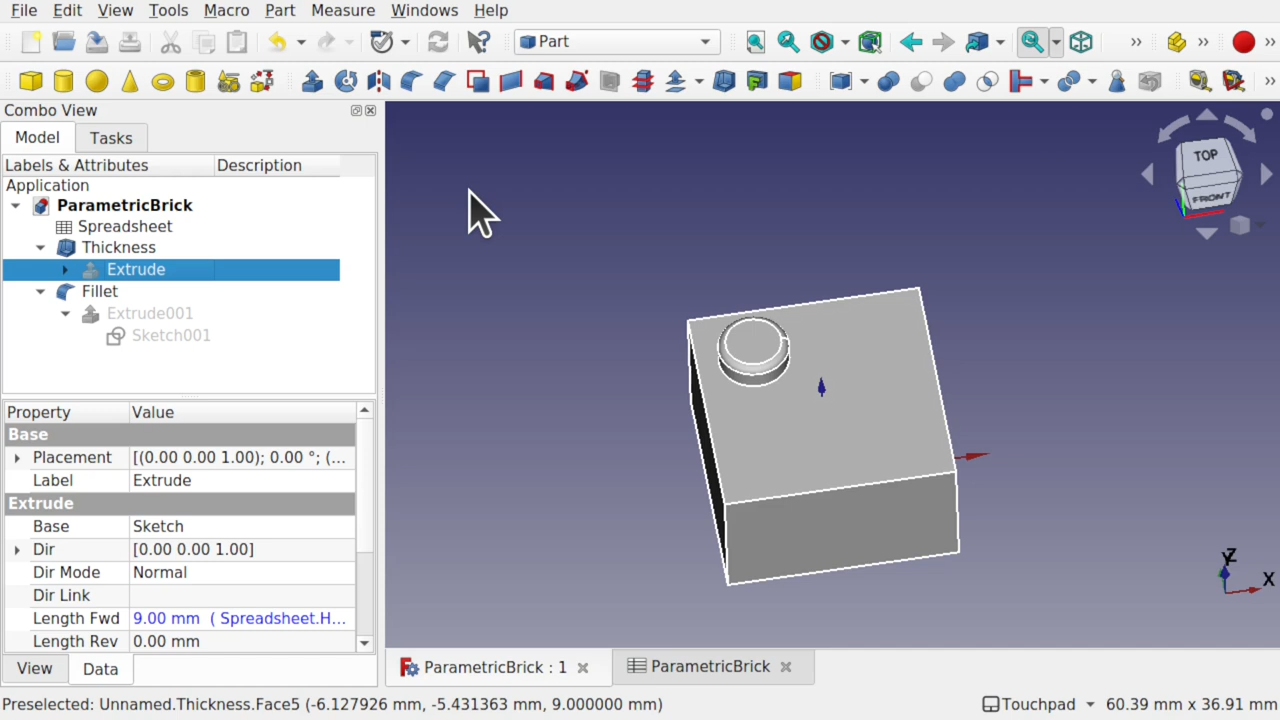 File Edit View Tools Macro Part Measure Windows Help
Part
Combo View
Model Tasks
Labels & Attributes Description
Application
ParametricBrick
Spreadsheet
Thickness
Extrude
Fillet
Extrude001
Sketch001
TOP
FRONT
Property Value
Base
Placement [(0.00 0.00 1.00); 0.00 °; (...
Label Extrude
Extrude
Base Sketch
Dir [0.00 0.00 1.00]
Dir Mode Normal
Dir Link
Length Fwd 9.00 mm ( Spreadsheet.H...
Length Rev 0.00 mm
Z
Y
X
View Data
ParametricBrick : 1 ParametricBrick
Preselected: Unnamed.Thickness.Face5 (-6.127926 mm, -5.431363 mm, 9.000000 mm) Touchpad 60.39 mm x 36.91 mm